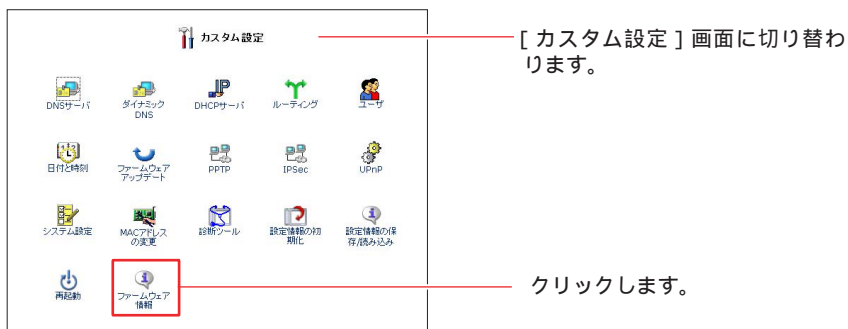 カスタム設定
[ カスタム設定 ] 画面に切り替わ
ります。
DNSサーバ
ダイナミック
DNS
DHCPサーバ
ルーティング
ユーザ
日付と時刻
ファームウェア
アップデート
PPTP
IPSec
UPnP
システム設定
MACアドレス
の変更
診断ツール
設定情報の初
期化
設定情報の保
存/読み込み
再起動
ファームウェア
情報
クリックします。